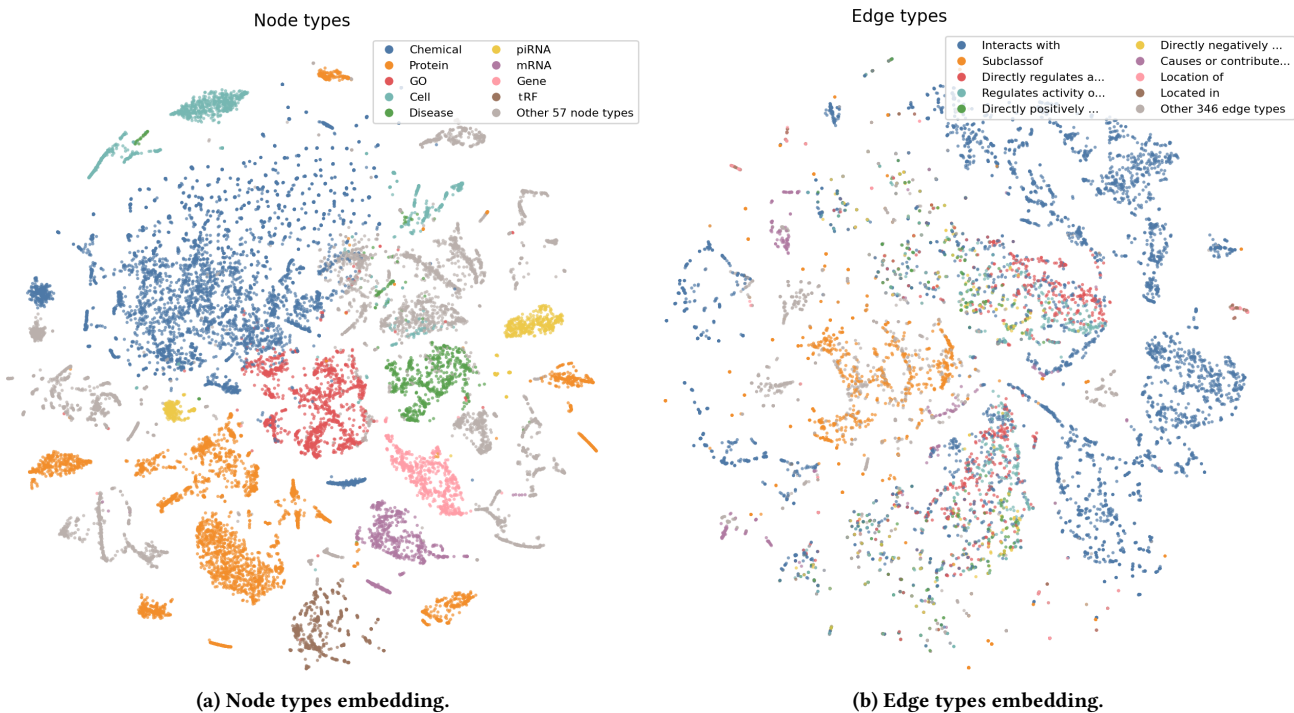 Node types
Chemical
Protein
GO
Cell
Disease
piRNA
mRNA
Gene
tRF
Other 57 node types
(a) Node types embedding.
Edge types
Interacts with
Subclassof
Directly regulates a...
Regulates activity o...
Directly positively ...
Directly negatively ...
Causes or contribute...
Location of
Located in
Other 346 edge types
(b) Edge types embedding.